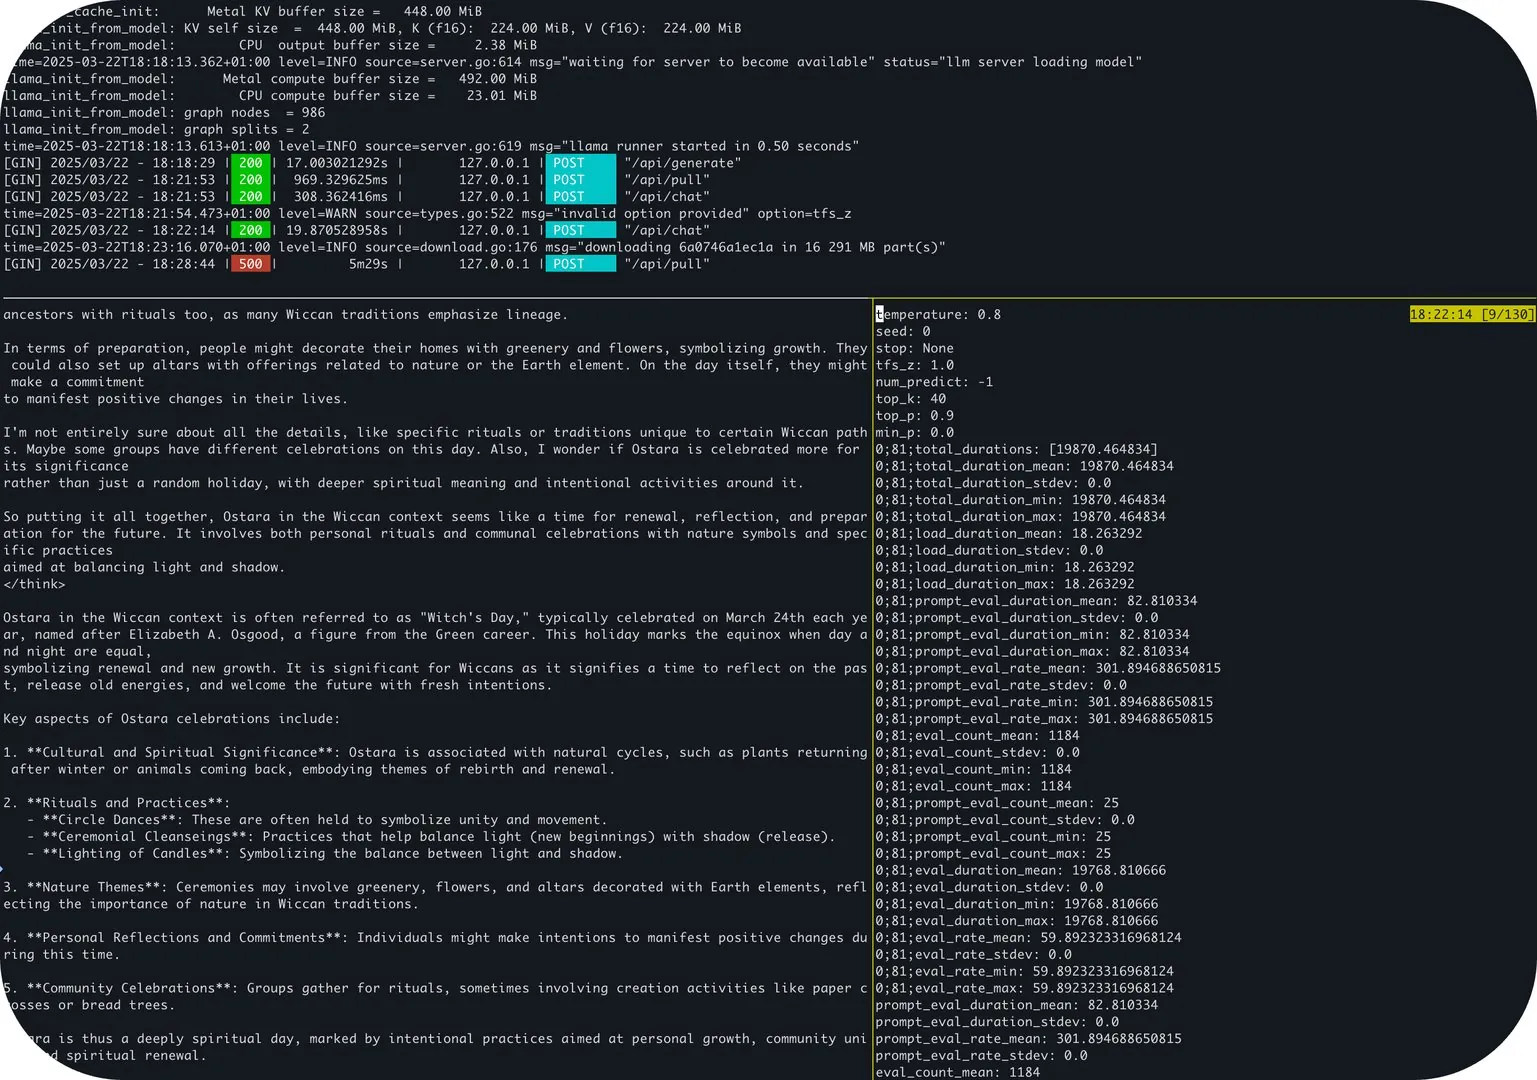 _cache_init:      Metal KV buffer size =   448.00 MiB
_init_from_model: KV self size  =  448.00 MiB, K (f16):  224.00 MiB, V (f16):  224.00 MiB
ma_init_from_model:        CPU  output buffer size =     2.38 MiB
time=2025-03-22T18:18:13.362+01:00 level=INFO source=server.go:614 msg="waiting for server to become available" status="llm server loading model"
llama_init_from_model:      Metal compute buffer size =   492.00 MiB
llama_init_from_model:        CPU compute buffer size =    23.01 MiB
llama_init_from_model: graph nodes  = 986
llama_init_from_model: graph splits = 2
time=2025-03-22T18:18:13.613+01:00 level=INFO source=server.go:619 msg="llama runner started in 0.50 seconds"
[GIN] 2025/03/22 - 18:18:29 | 200 | 17.003021292s |       127.0.0.1 | POST     "/api/generate"
[GIN] 2025/03/22 - 18:21:53 | 200 |  969.329625ms |       127.0.0.1 | POST     "/api/pull"
[GIN] 2025/03/22 - 18:21:53 | 200 |  308.362416ms |       127.0.0.1 | POST     "/api/chat"
time=2025-03-22T18:21:54.473+01:00 level=WARN source=types.go:522 msg="invalid option provided" option=tfs_z
[GIN] 2025/03/22 - 18:22:14 | 200 | 19.870528958s |       127.0.0.1 | POST     "/api/chat"
time=2025-03-22T18:23:16.070+01:00 level=INFO source=download.go:176 msg="downloading 6a0746a1ec1a in 16 291 MB part(s)"
[GIN] 2025/03/22 - 18:28:44 | 500 |         5m29s |       127.0.0.1 | POST     "/api/pull"
ancestors with rituals too, as many Wiccan traditions emphasize lineage.
In terms of preparation, people might decorate their homes with greenery and flowers, symbolizing growth. They
could also set up altars with offerings related to nature or the Earth element. On the day itself, they might
make a commitment
to manifest positive changes in their lives.
I'm not entirely sure about all the details, like specific rituals or traditions unique to certain Wiccan path
s. Maybe some groups have different celebrations on this day. Also, I wonder if Ostara is celebrated more for
its significance
rather than just a random holiday, with deeper spiritual meaning and intentional activities around it.
So putting it all together, Ostara in the Wiccan context seems like a time for renewal, reflection, and prepar
ation for the future. It involves both personal rituals and communal celebrations with nature symbols and spec
ific practices
aimed at balancing light and shadow.
</think>
Ostara in the Wiccan context is often referred to as "Witch's Day," typically celebrated on March 24th each ye
ar, named after Elizabeth A. Osgood, a figure from the Green career. This holiday marks the equinox when day a
nd night are equal,
symbolizing renewal and new growth. It is significant for Wiccans as it signifies a time to reflect on the pas
t, release old energies, and welcome the future with fresh intentions.
Key aspects of Ostara celebrations include:
1. **Cultural and Spiritual Significance**: Ostara is associated with natural cycles, such as plants returning
after winter or animals coming back, embodying themes of rebirth and renewal.
2. **Rituals and Practices**:
- **Circle Dances**: These are often held to symbolize unity and movement.
- **Ceremonial Cleanseings**: Practices that help balance light (new beginnings) with shadow (release).
- **Lighting of Candles**: Symbolizing the balance between light and shadow.
3. **Nature Themes**: Ceremonies may involve greenery, flowers, and altars decorated with Earth elements, refl
ecting the importance of nature in Wiccan traditions.
4. **Personal Reflections and Commitments**: Individuals might make intentions to manifest positive changes du
ring this time.
5. **Community Celebrations**: Groups gather for rituals, sometimes involving creation activities like paper c
osses or bread trees.
ara is thus a deeply spiritual day, marked by intentional practices aimed at personal growth, community uni
d spiritual renewal.
temperature: 0.8
18:22:14 [9/130]
seed: 0
stop: None
tfs_z: 1.0
num_predict: -1
top_k: 40
top_p: 0.9
min_p: 0.0
0;81;total_durations: [19870.464834]
0;81;total_duration_mean: 19870.464834
0;81;total_duration_stdev: 0.0
0;81;total_duration_min: 19870.464834
0;81;total_duration_max: 19870.464834
0;81;load_duration_mean: 18.263292
0;81;load_duration_stdev: 0.0
0;81;load_duration_min: 18.263292
0;81;load_duration_max: 18.263292
0;81;prompt_eval_duration_mean: 82.810334
0;81;prompt_eval_duration_stdev: 0.0
0;81;prompt_eval_duration_min: 82.810334
0;81;prompt_eval_duration_max: 82.810334
0;81;prompt_eval_rate_mean: 301.894688650815
0;81;prompt_eval_rate_stdev: 0.0
0;81;prompt_eval_rate_min: 301.894688650815
0;81;prompt_eval_rate_max: 301.894688650815
0;81;eval_count_mean: 1184
0;81;eval_count_stdev: 0.0
0;81;eval_count_min: 1184
0;81;eval_count_max: 1184
0;81;prompt_eval_count_mean: 25
0;81;prompt_eval_count_stdev: 0.0
0;81;prompt_eval_count_min: 25
0;81;prompt_eval_count_max: 25
0;81;eval_duration_mean: 19768.810666
0;81;eval_duration_stdev: 0.0
0;81;eval_duration_min: 19768.810666
0;81;eval_duration_max: 19768.810666
0;81;eval_rate_mean: 59.892323316968124
0;81;eval_rate_stdev: 0.0
0;81;eval_rate_min: 59.892323316968124
0;81;eval_rate_max: 59.892323316968124
prompt_eval_duration_mean: 82.810334
prompt_eval_duration_stdev: 0.0
prompt_eval_rate_mean: 301.894688650815
prompt_eval_rate_stdev: 0.0
eval_count_mean: 1184